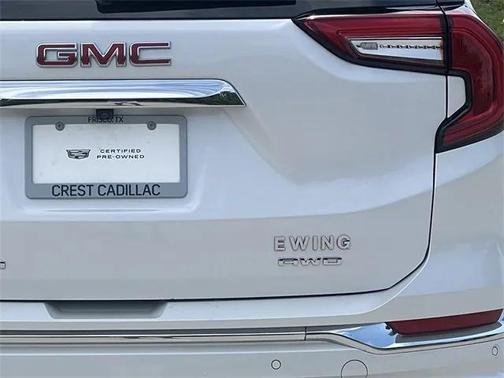 GMC
FRISCO, TX
CERTIFIED
PRE-OWNED
CREST CADILLAC
EWING
AWD